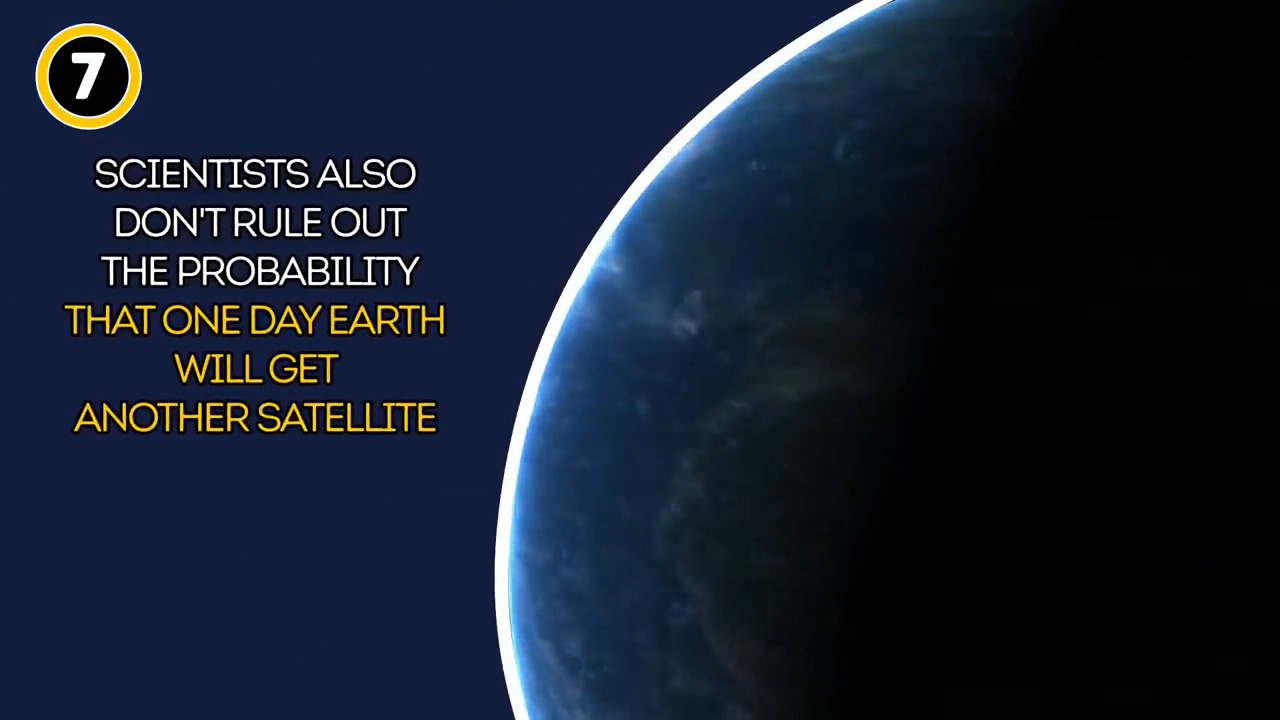 7
SCIENTISTS ALSO
DON'T RULE OUT
THE PROBABILITY
THAT ONE DAY EARTH
WILL GET
ANOTHER SATELLITE